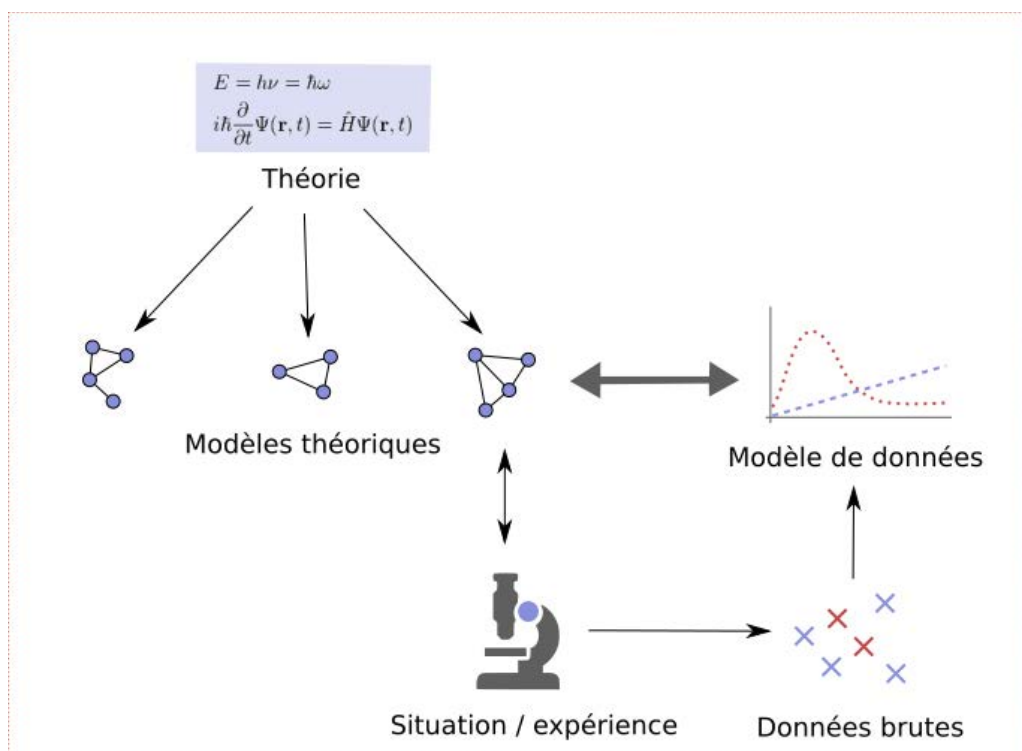 E = hν = ℏω
iℏ ∂/∂t Ψ(r, t) = ĤΨ(r, t)
Théorie
Modèles théoriques
Modèle de données
Situation / expérience
Données brutes